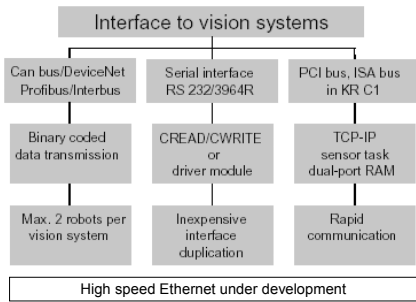 Interface to vision systems
Can bus/DeviceNet
Profibus/Interbus
Serial interface
RS 232/3964R
PCI bus, ISA bus
in KR C1
Binary coded
data transmission
CREAD/CWRITE
or
driver module
TCP-IP
sensor task
dual-port RAM
Max. 2 robots per
vision system
Inexpensive
interface
duplication
Rapid
communication
High speed Ethernet under development